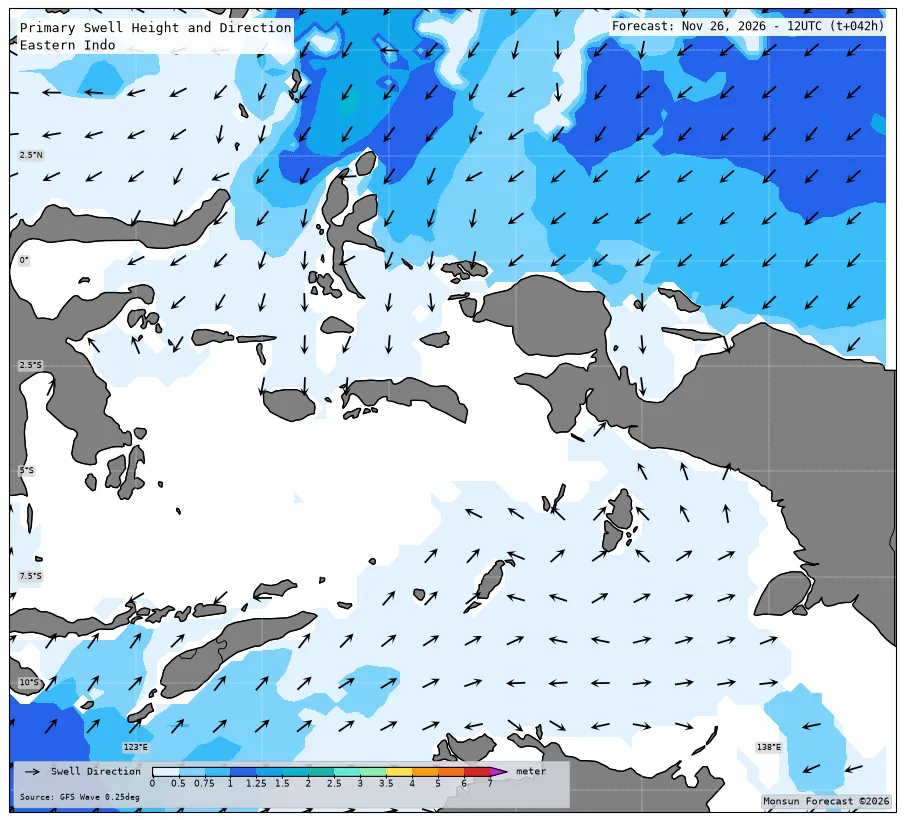 Primary Swell Height and Direction
Eastern Indo
Forecast: Nov 26, 2026 - 12UTC (t+042h)
2.5°N
0°
2.5°S
5°S
7.5°S
10°S
123°E
138°E
Swell Direction
0 0.5 0.75 1 1.25 1.5 2 2.5 3 3.5 4 5 6 7
meter
Source: GFS Wave 0.25deg
Monsun Forecast ©2026